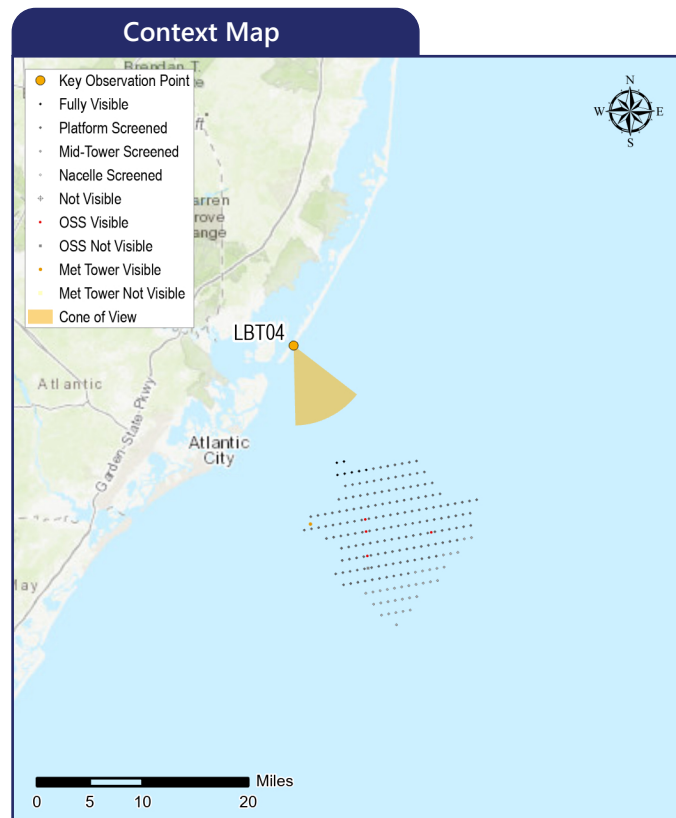 Context Map
Brendan T.
Key Observation Point
Fully Visible
Platform Screened
Mid-Tower Screened
Nacelle Screened
Not Visible
OSS Visible
OSS Not Visible
Met Tower Visible
Met Tower Not Visible
Cone of View
N
W E
S
LBT04
Atlantic
Garden-State-Pkwy
Atlantic
City
Miles
0 5 10 20